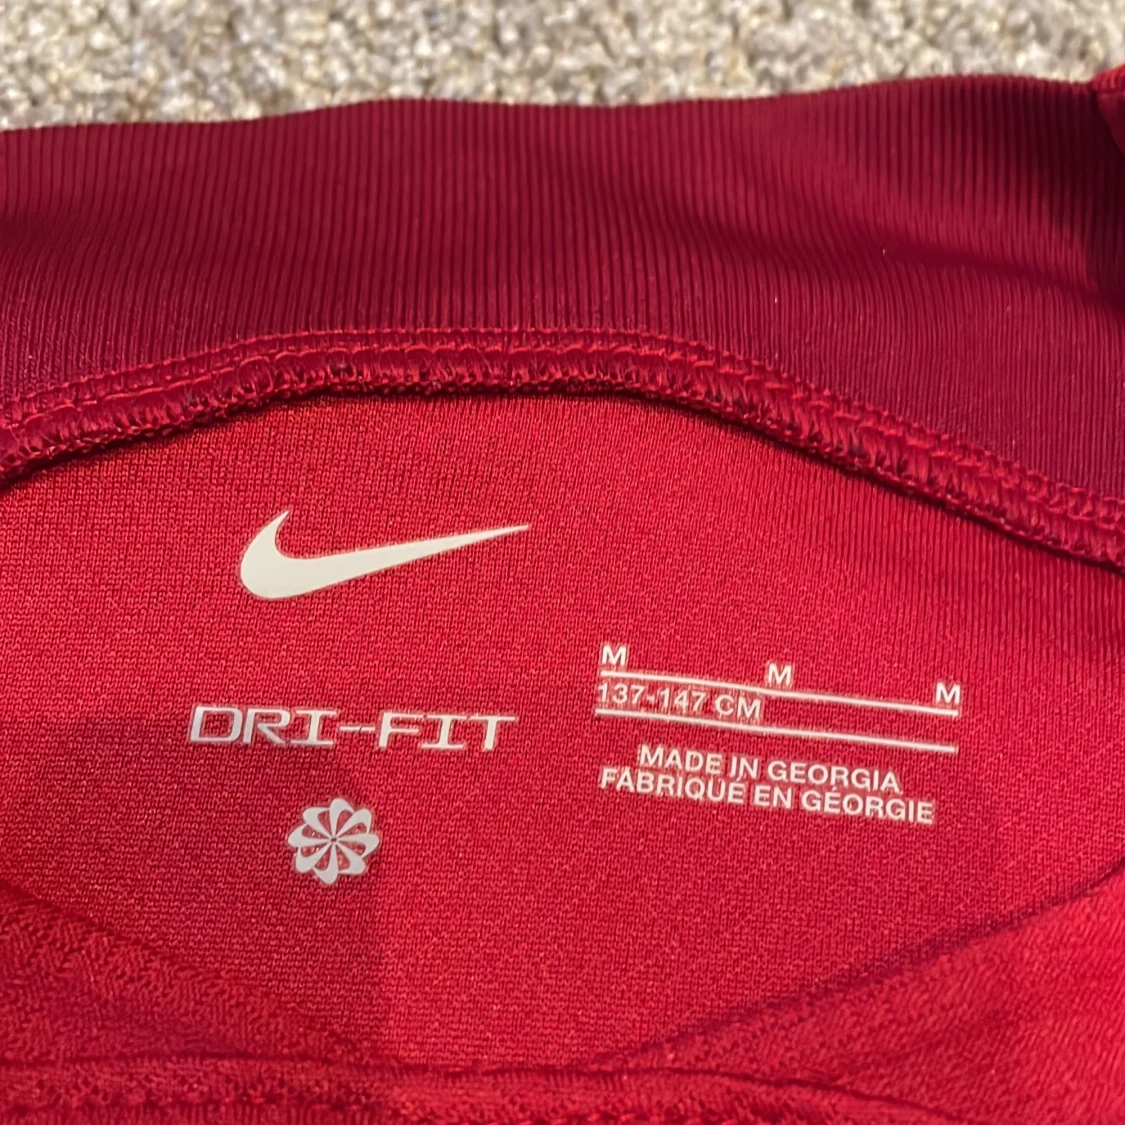 DRI-FIT
M M M
137-147 CM
MADE IN GEORGIA
FABRIQUÉ EN GÉORGIE